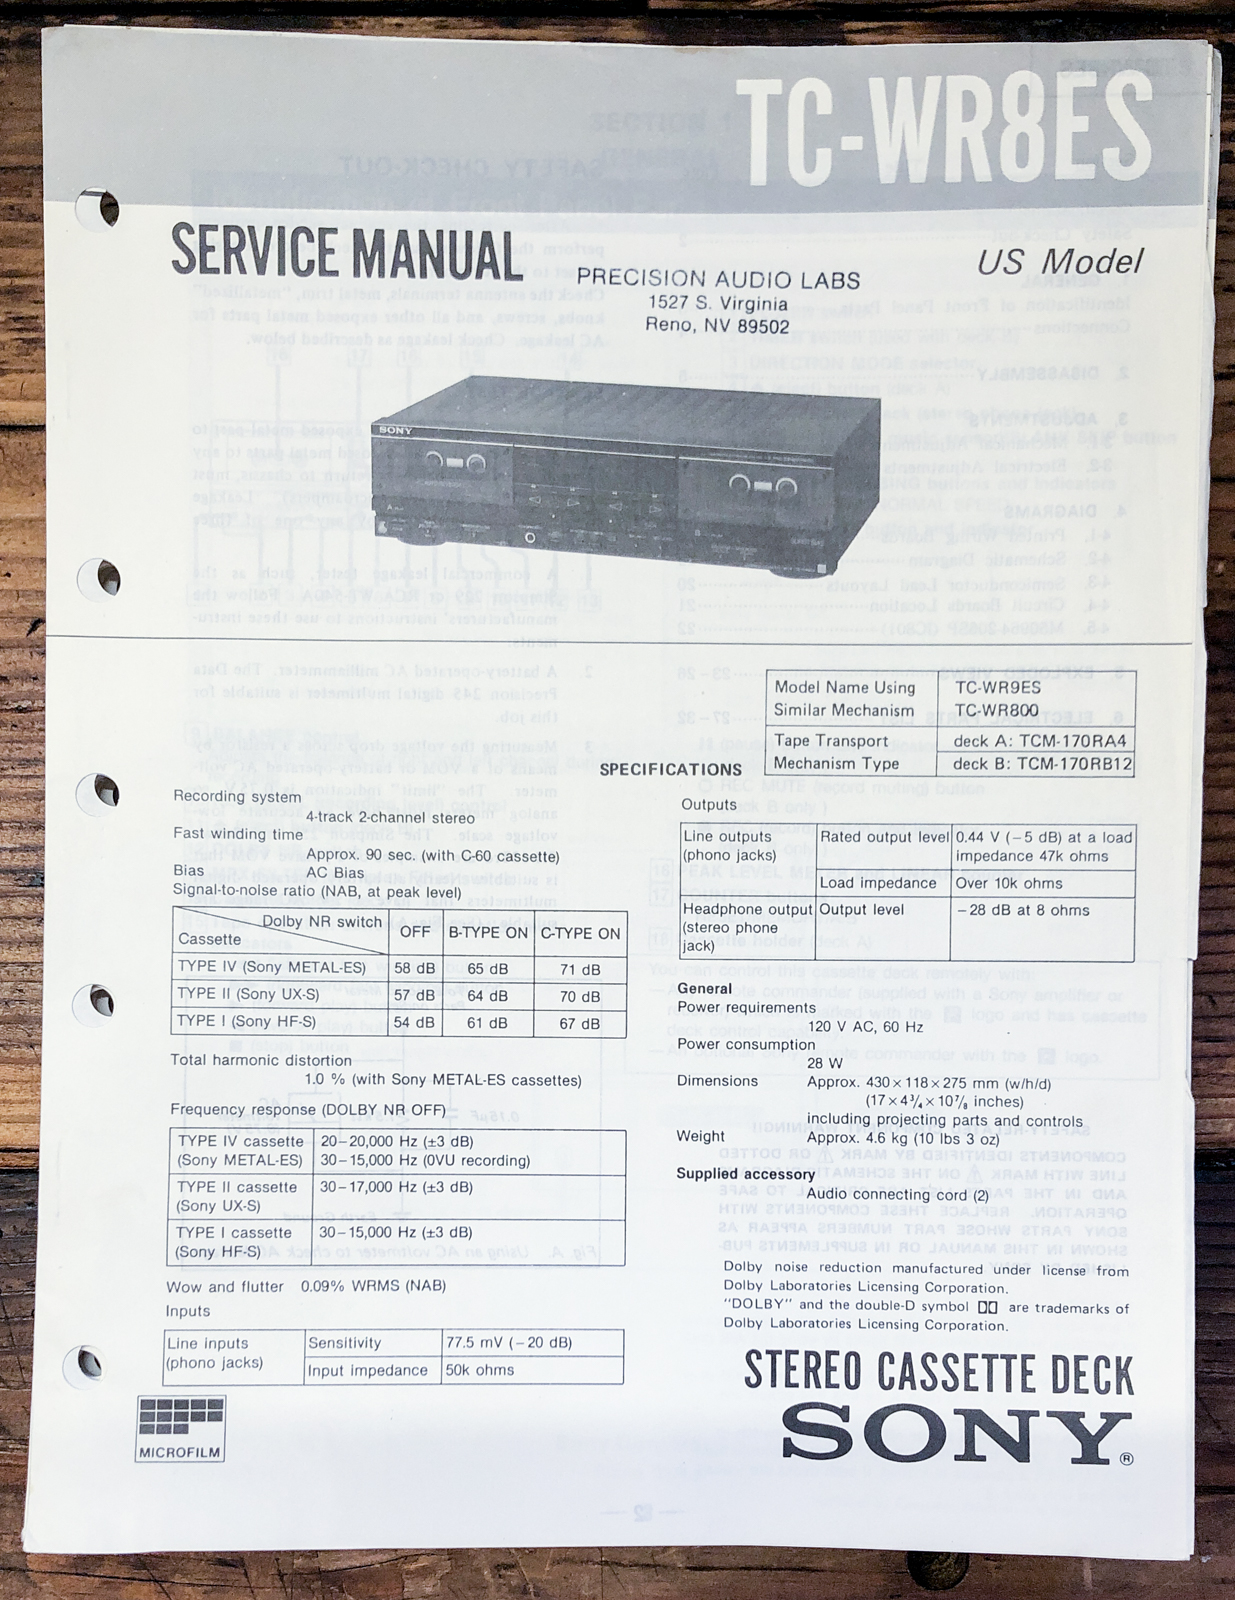 TC-WR8ES
SERVICE MANUAL
US Model
PRECISION AUDIO LABS
1527 S. Virginia
Reno, NV 89502
SONY
Model Name Using Similar Mechanism TC-WR9ES TC-WR800
Tape Transport Mechanism Type deck A: TCM-170RA4 deck B: TCM-170RB12
SPECIFICATIONS
Recording system
4-track 2-channel stereo
Fast winding time
Approx. 90 sec. (with C-60 cassette)
Bias AC Bias
Signal-to-noise ratio (NAB, at peak level)
Dolby NR switch
Cassette OFF B-TYPE ON C-TYPE ON
TYPE IV (Sony METAL-ES) 58 dB 65 dB 71 dB
TYPE II (Sony UX-S) 57 dB 64 dB 70 dB
TYPE I (Sony HF-S) 54 dB 61 dB 67 dB
Total harmonic distortion
1.0 % (with Sony METAL-ES cassettes)
Frequency response (DOLBY NR OFF)
TYPE IV cassette 20–20,000 Hz (±3 dB)
(Sony METAL-ES) 30–15,000 Hz (0VU recording)
TYPE II cassette 30–17,000 Hz (±3 dB)
(Sony UX-S)
TYPE I cassette 30–15,000 Hz (±3 dB)
(Sony HF-S)
Wow and flutter 0.09% WRMS (NAB)
Inputs
Line inputs Sensitivity 77.5 mV (−20 dB)
(phono jacks) Input impedance 50k ohms
MICROFILM
Outputs
Line outputs Rated output level 0.44 V (−5 dB) at a load
(phono jacks) impedance 47k ohms
Load impedance Over 10k ohms
Headphone output Output level −28 dB at 8 ohms
(stereo phone
jack)
General
Power requirements
120 V AC, 60 Hz
Power consumption
28 W
Dimensions Approx. 430×118×275 mm (w/h/d)
(17×4¾×10⅞ inches)
including projecting parts and controls
Weight Approx. 4.6 kg (10 lbs 3 oz)
Supplied accessory
Audio connecting cord (2)
Dolby noise reduction manufactured under license from
Dolby Laboratories Licensing Corporation.
"DOLBY" and the double-D symbol are trademarks of
Dolby Laboratories Licensing Corporation.
STEREO CASSETTE DECK
SONY®